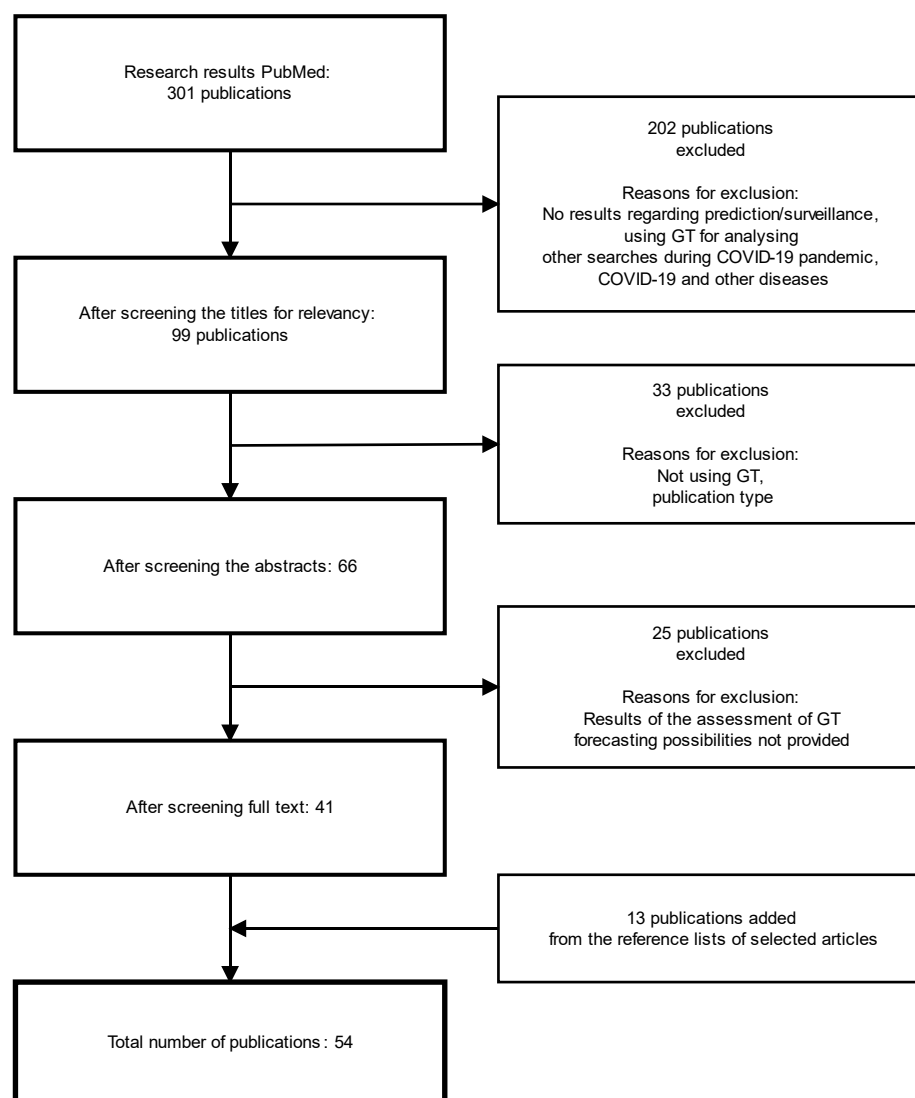 Research results PubMed:
301 publications
202 publications
excluded
Reasons for exclusion:
No results regarding prediction/surveillance,
using GT for analysing
other searches during COVID-19 pandemic,
COVID-19 and other diseases
After screening the titles for relevancy:
99 publications
33 publications
excluded
Reasons for exclusion:
Not using GT,
publication type
After screening the abstracts: 66
25 publications
excluded
Reasons for exclusion:
Results of the assessment of GT
forecasting possibilities not provided
After screening full text: 41
13 publications added
from the reference lists of selected articles
Total number of publications : 54